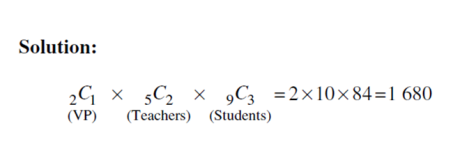 Solution:
₂C₁ × ₅C₂ × ₉C₃ =2×10×84=1 680
(VP) (Teachers) (Students)